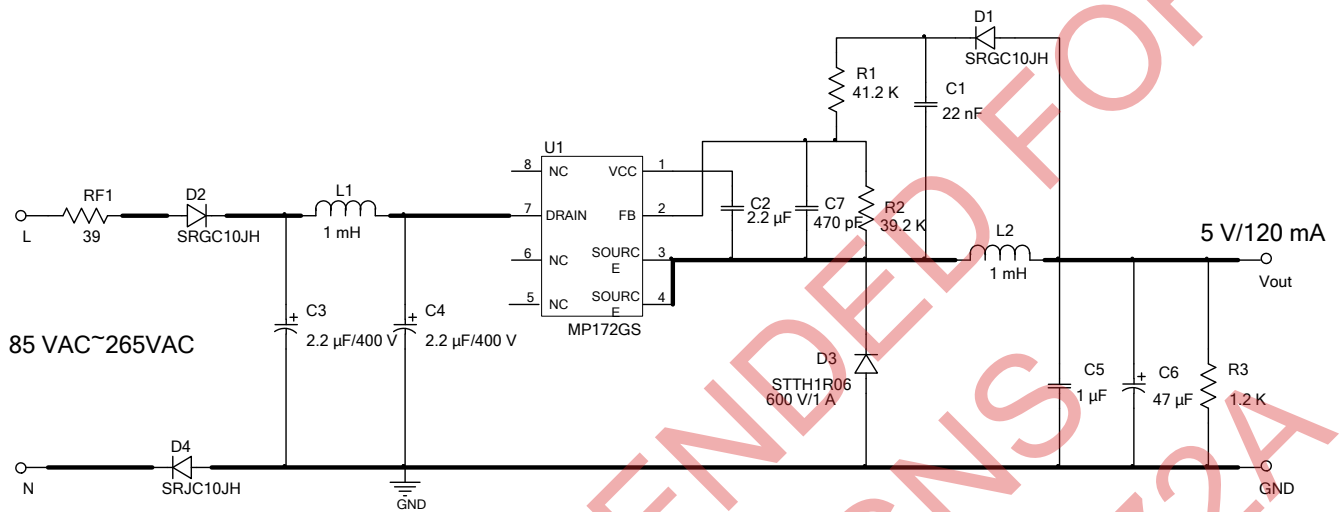 D1
SRGC10JH
R1
41.2 K
C1
22 nF
U1
8
NC
VCC
1
7
DRAIN
FB
2
6
NC
SOURC
E
3
5
NC
SOURC
E
4
MP172GS
RF1
39
L
D2
SRGC10JH
L1
1 mH
C2
2.2 µF
C7
470 pF
R2
39.2 K
L2
1 mH
5 V/120 mA
Vout
C3
2.2 µF/400 V
C4
2.2 µF/400 V
85 VAC~265VAC
D3
STTH1R06
600 V/1 A
C5
1 µF
C6
47 µF
R3
1.2 K
N
D4
SRJC10JH
GND
GND
ENDED FOR
GNS
2A